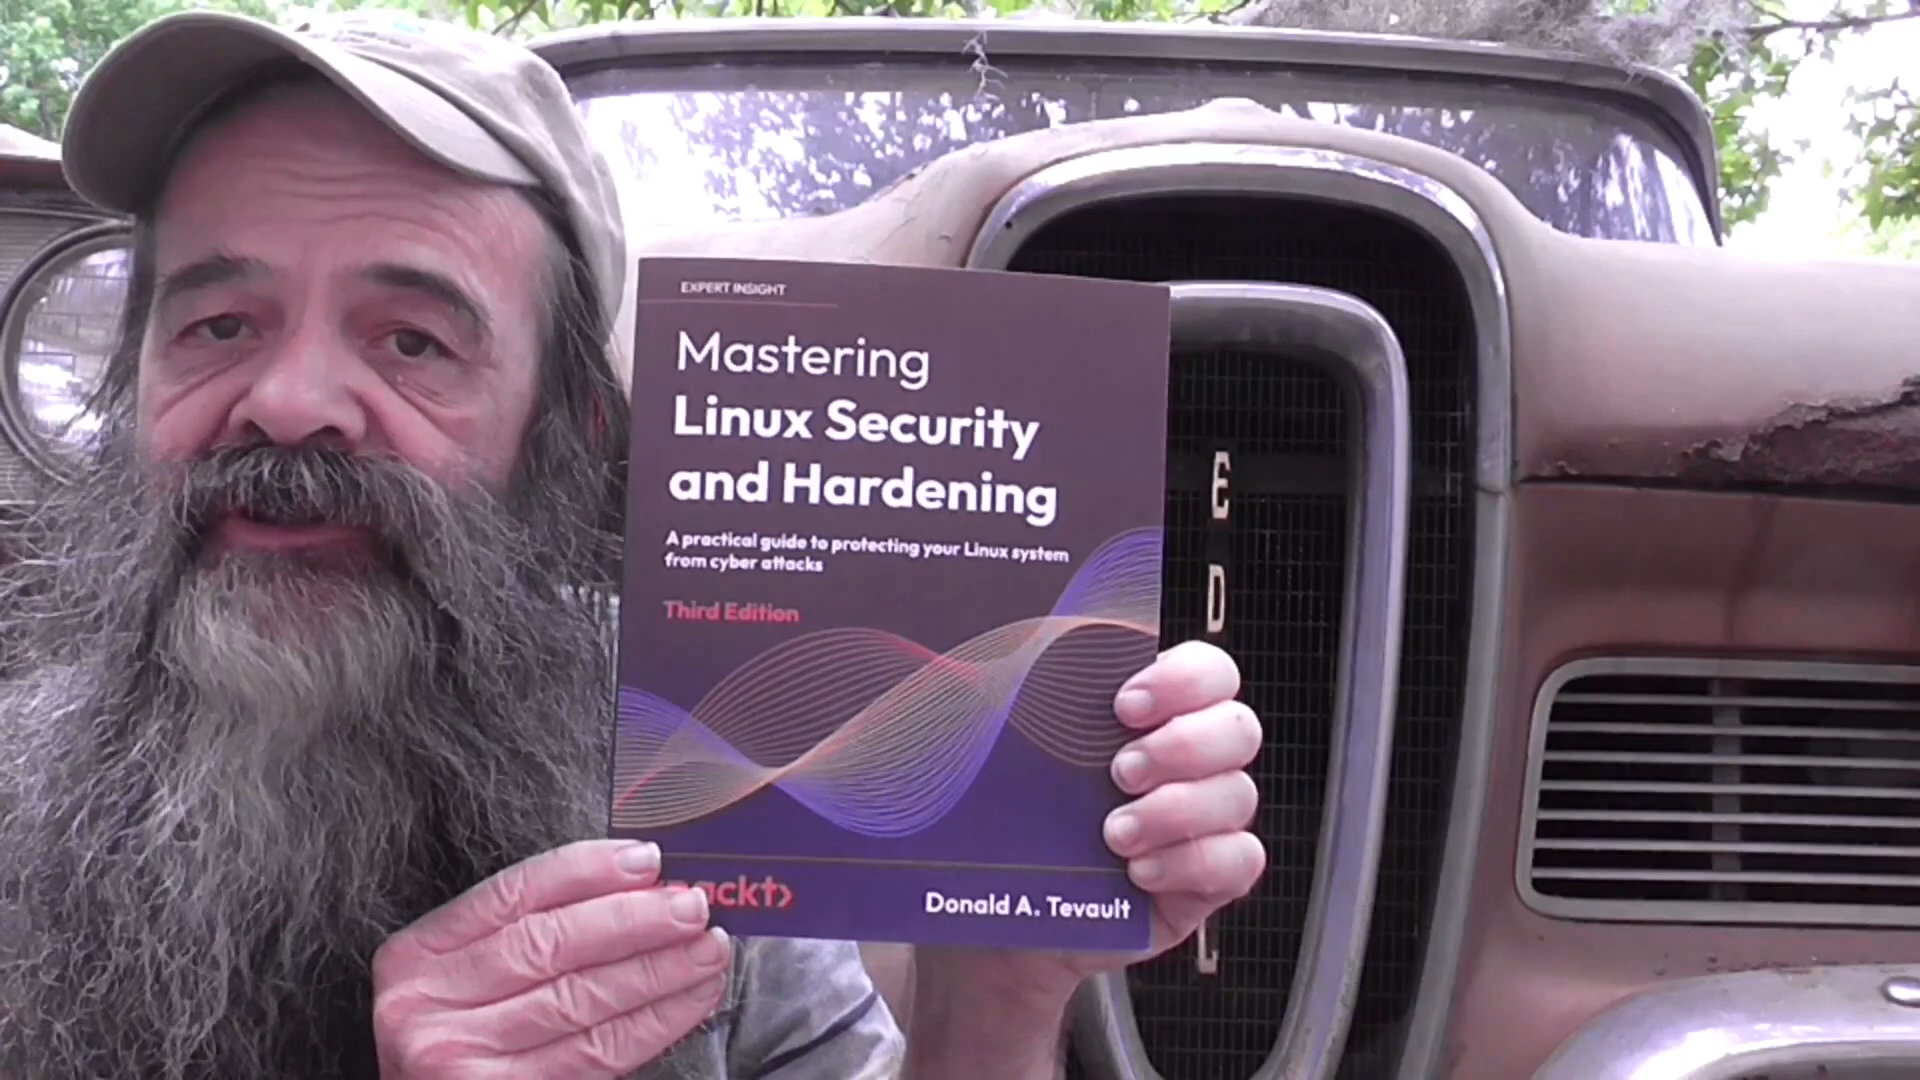 EXPERT INSIGHT
Mastering
Linux Security
and Hardening
A practical guide to protecting your Linux system
from cyber attacks
Third Edition
packt>
Donald A. Tevault
E
D
L